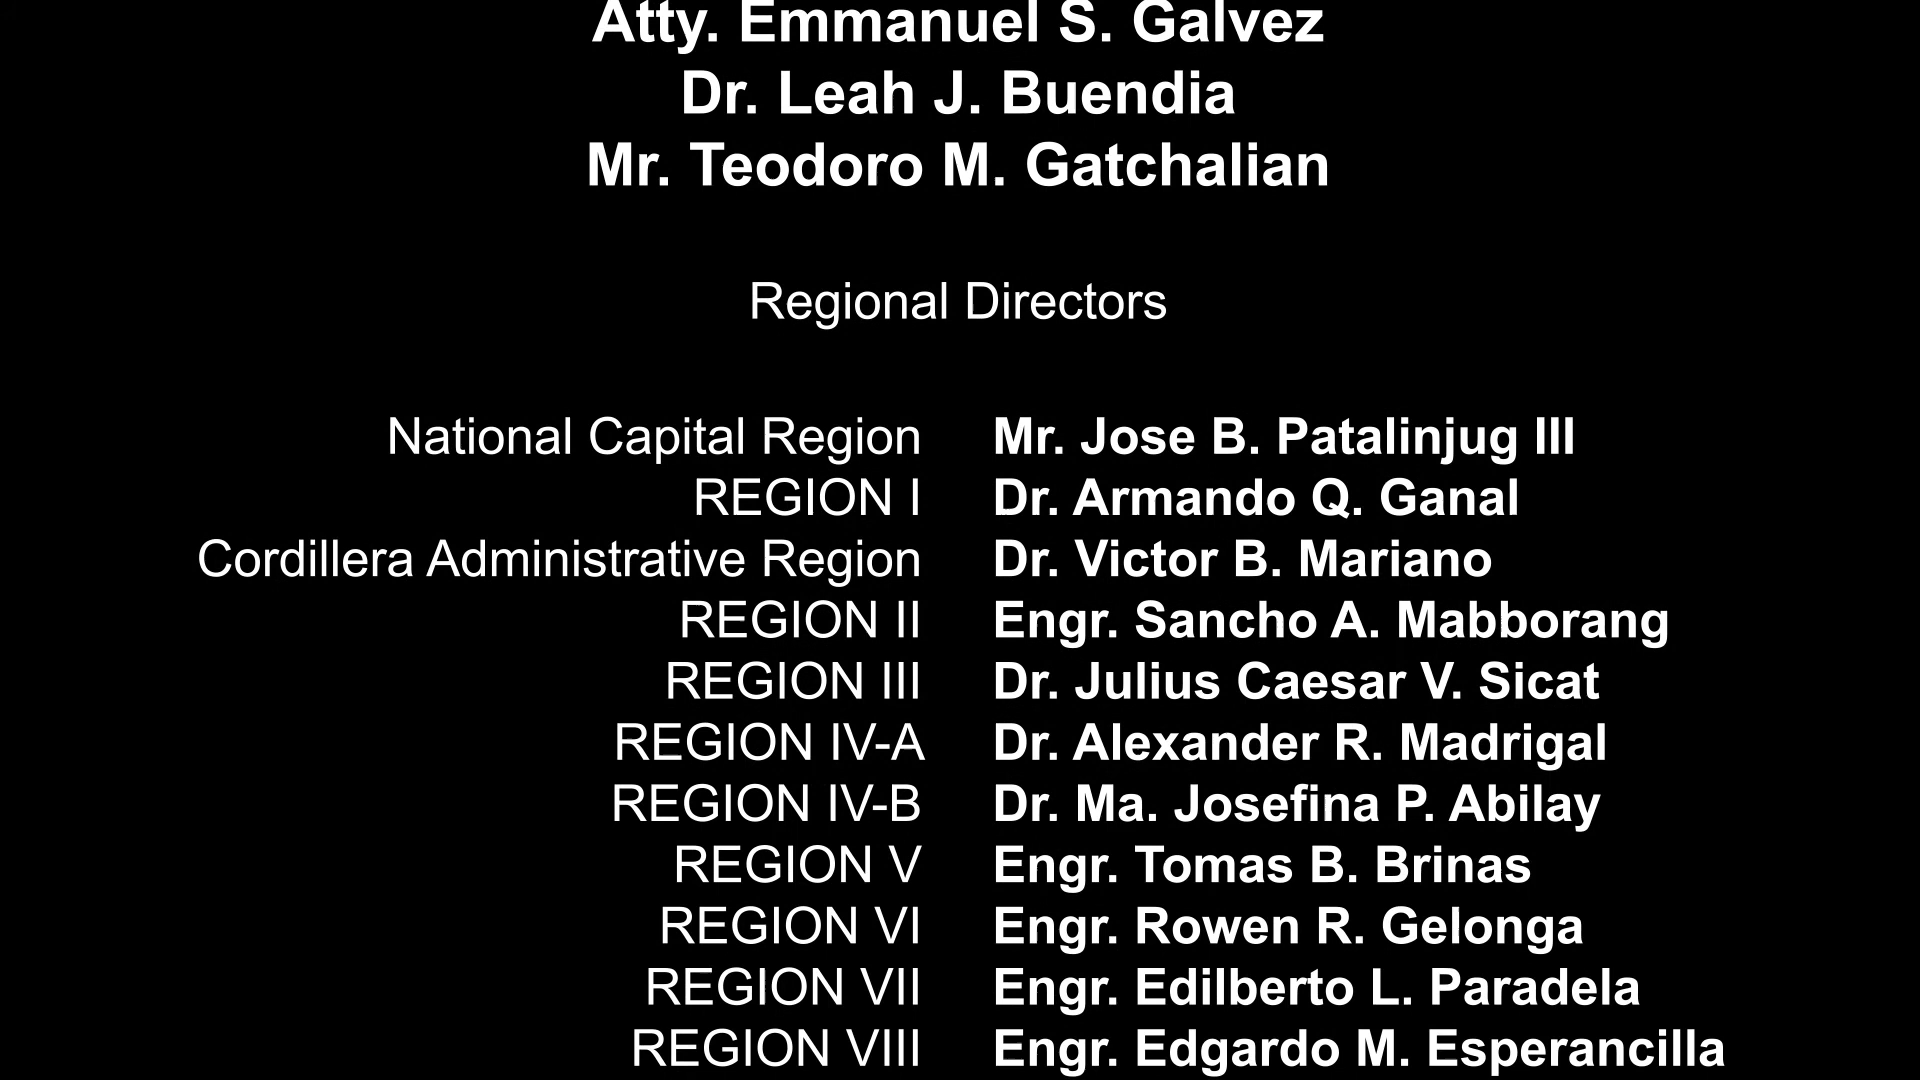 Atty. Emmanuel S. Galvez
Dr. Leah J. Buendia
Mr. Teodoro M. Gatchalian
Regional Directors
National Capital Region Mr. Jose B. Patalinjug III
REGION I Dr. Armando Q. Ganal
Cordillera Administrative Region Dr. Victor B. Mariano
REGION II Engr. Sancho A. Mabborang
REGION III Dr. Julius Caesar V. Sicat
REGION IV-A Dr. Alexander R. Madrigal
REGION IV-B Dr. Ma. Josefina P. Abilay
REGION V Engr. Tomas B. Brinas
REGION VI Engr. Rowen R. Gelonga
REGION VII Engr. Edilberto L. Paradela
REGION VIII Engr. Edgardo M. Esperancilla